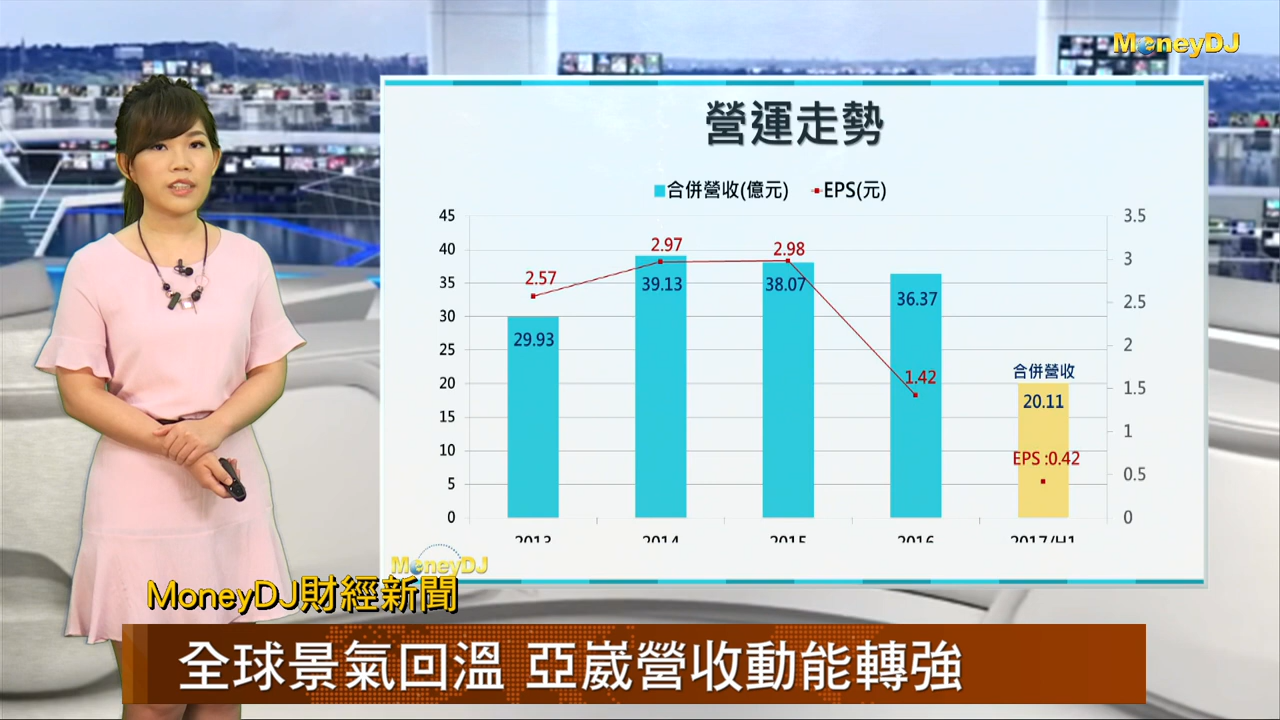 MoneyDJ
營運走勢
合併營收(億元) EPS(元)
45 3.5
40 3
35 2.5
30 2
25 1.5
20 1
15 0.5
10 0
5
0
2.57 2.97 2.98 1.42
29.93 39.13 38.07 36.37
合併營收
20.11
EPS :0.42
2013 2014 2015 2016 2017/H1
MoneyDJ
MoneyDJ財經新聞
全球景氣回溫 亞崴營收動能轉強